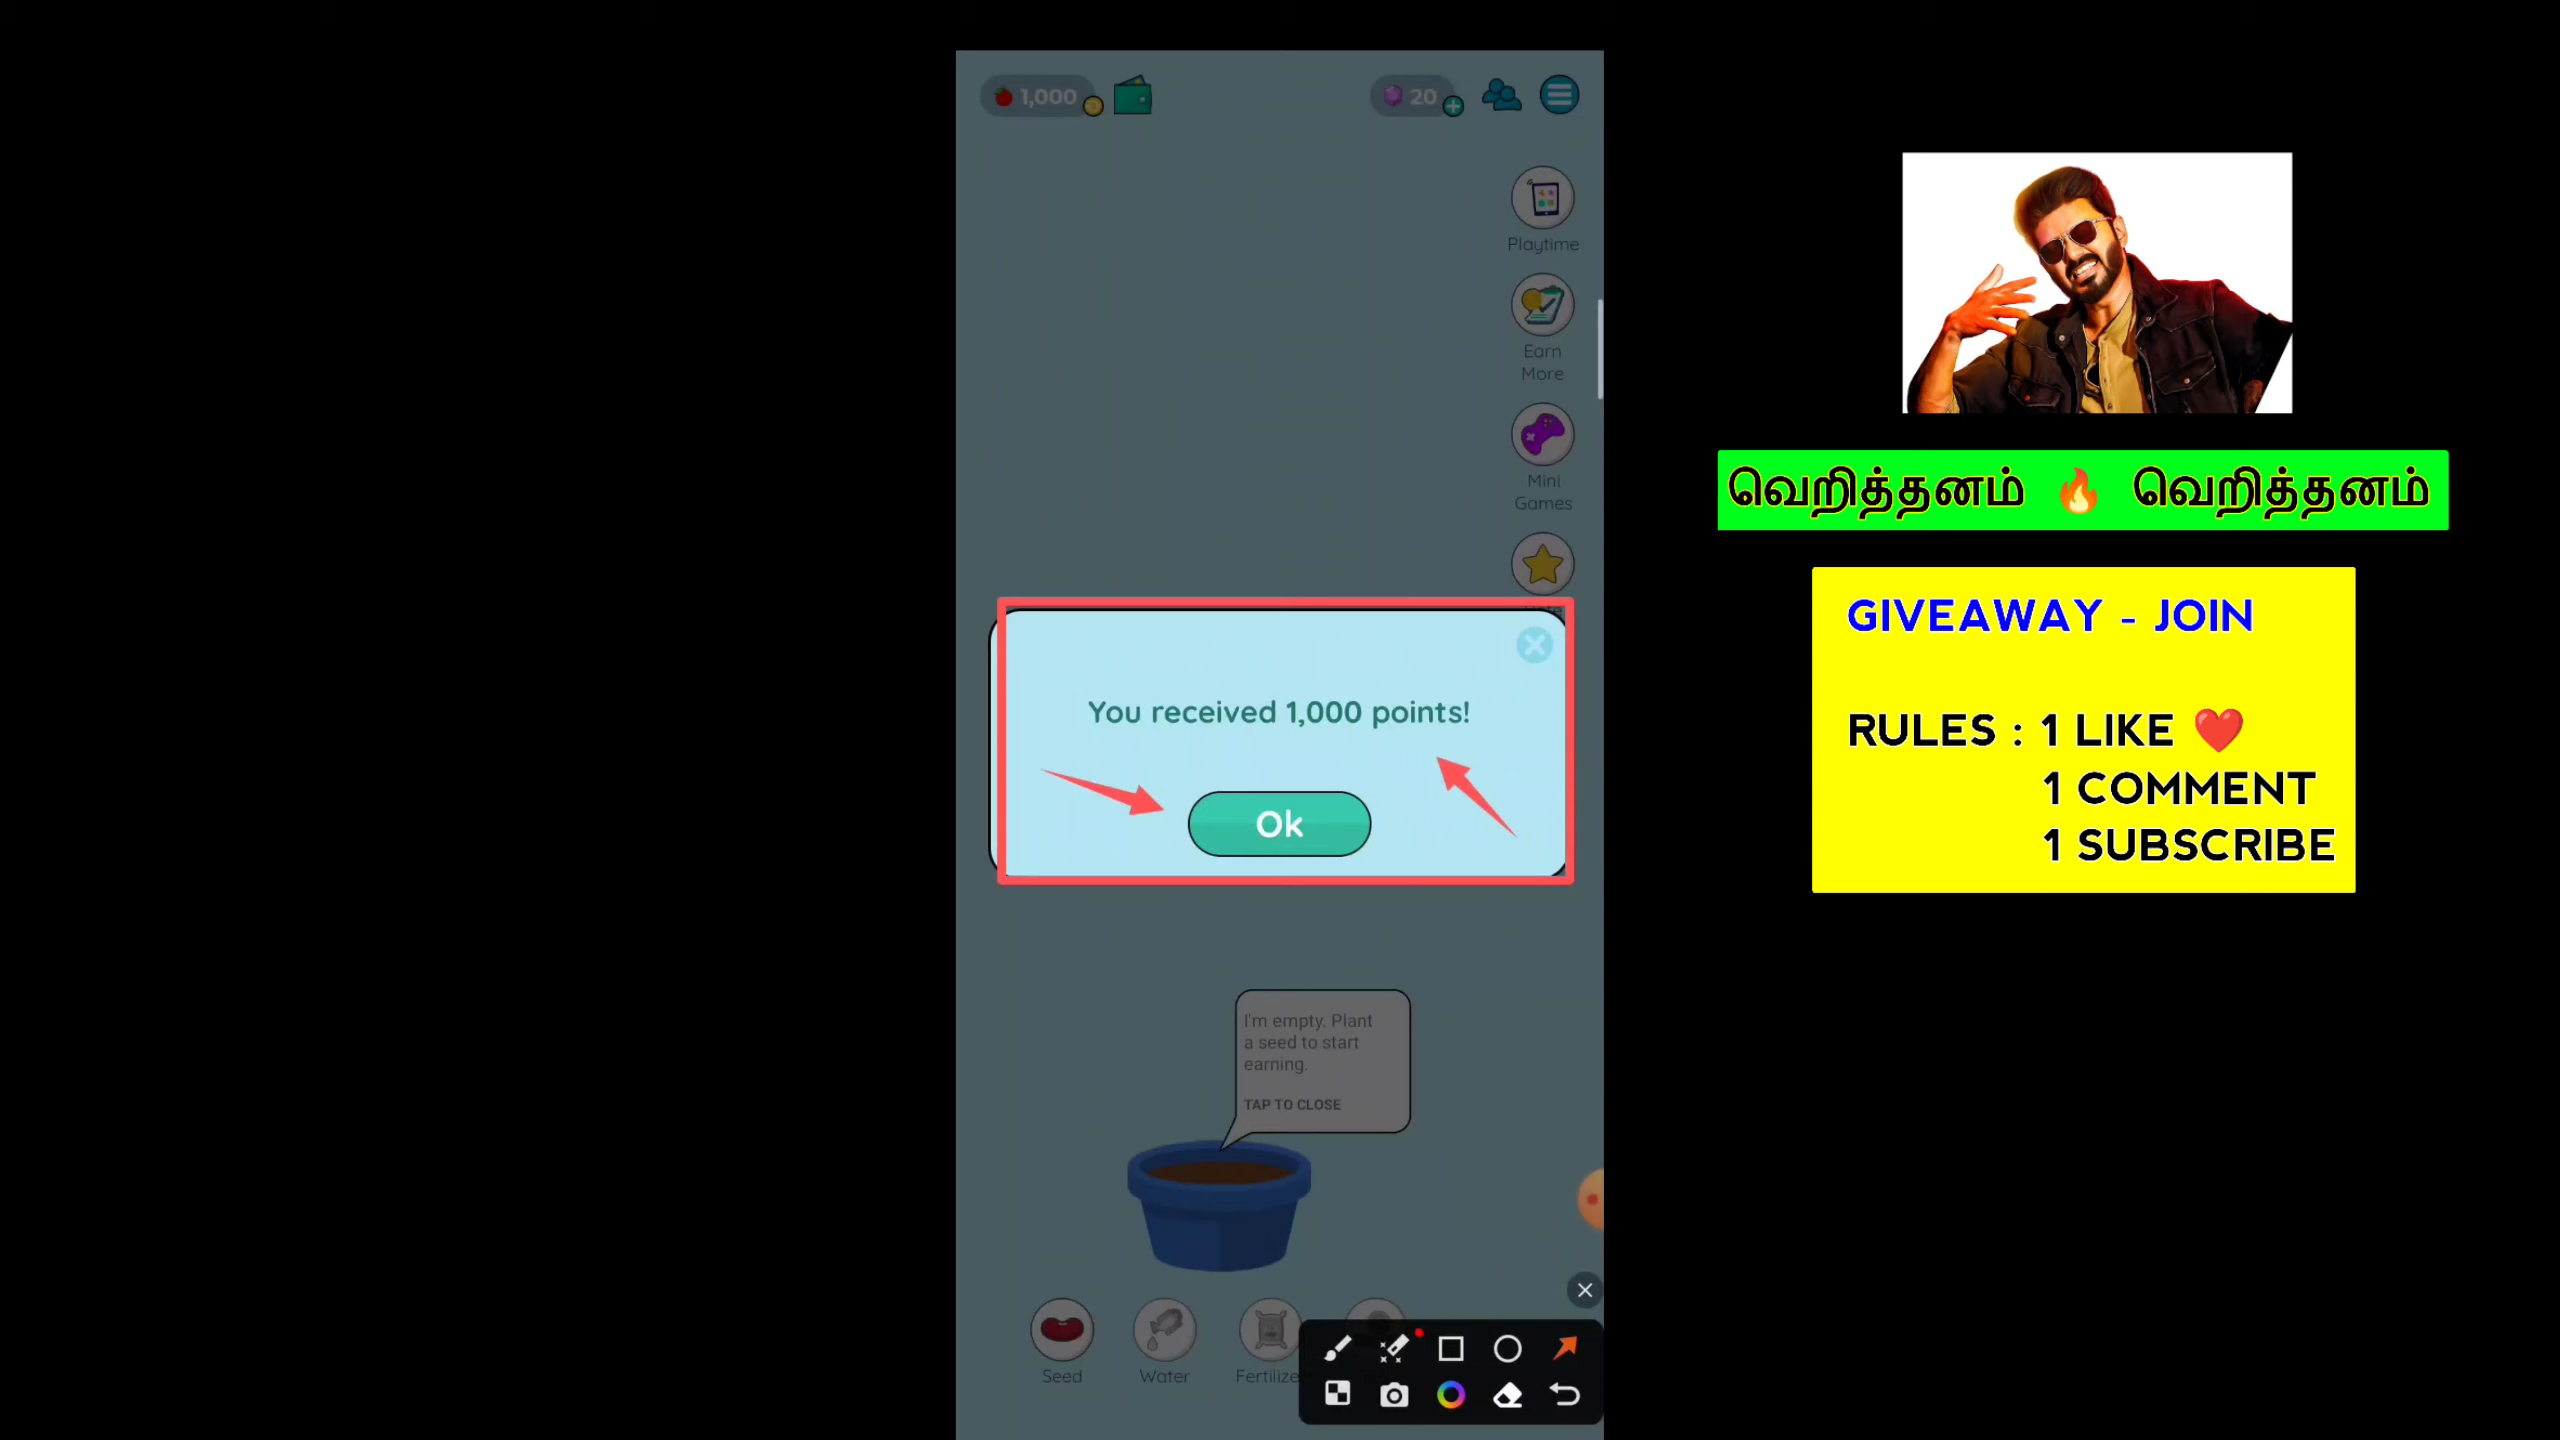 1,000
20
Playtime
Earn
More
Mini
Games
You received 1,000 points!
Ok
I'm empty. Plant
a seed to start
earning.
TAP TO CLOSE
Seed
Water
வெறித்தனம் 🔥 வெறித்தனம்
GIVEAWAY - JOIN
RULES : 1 LIKE ❤️
1 COMMENT
1 SUBSCRIBE